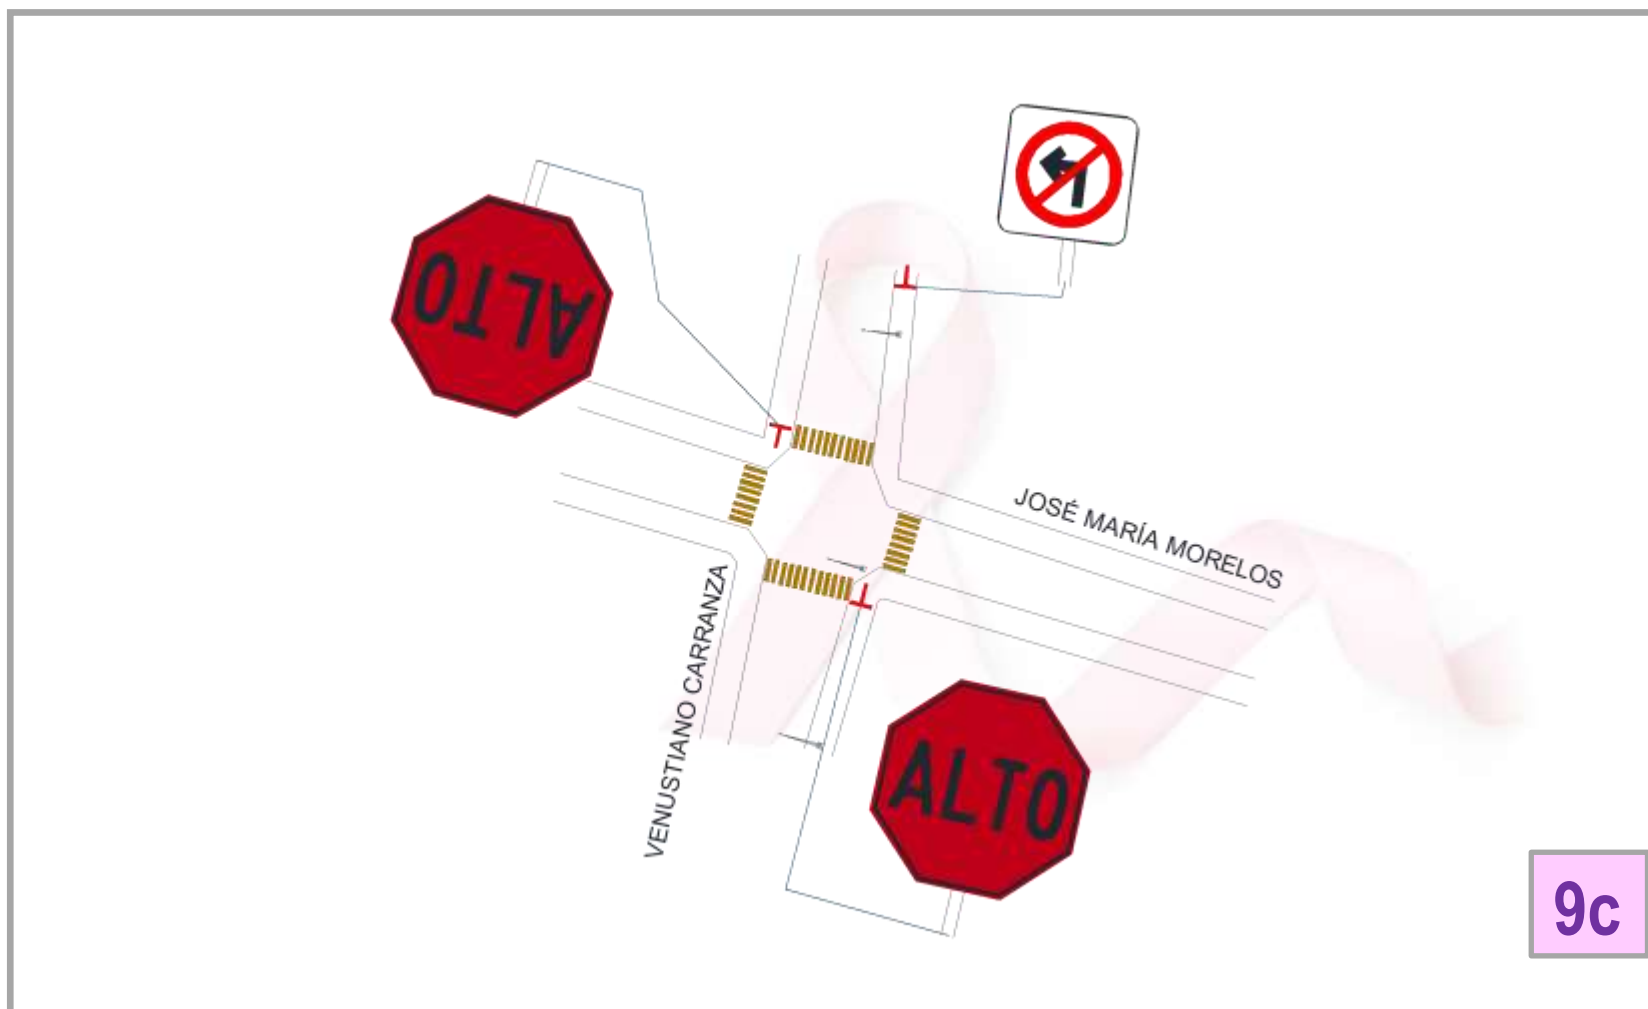 ALTO
JOSÉ MARÍA MORELOS
VENUSTIANO CARRANZA
ALTO
9c